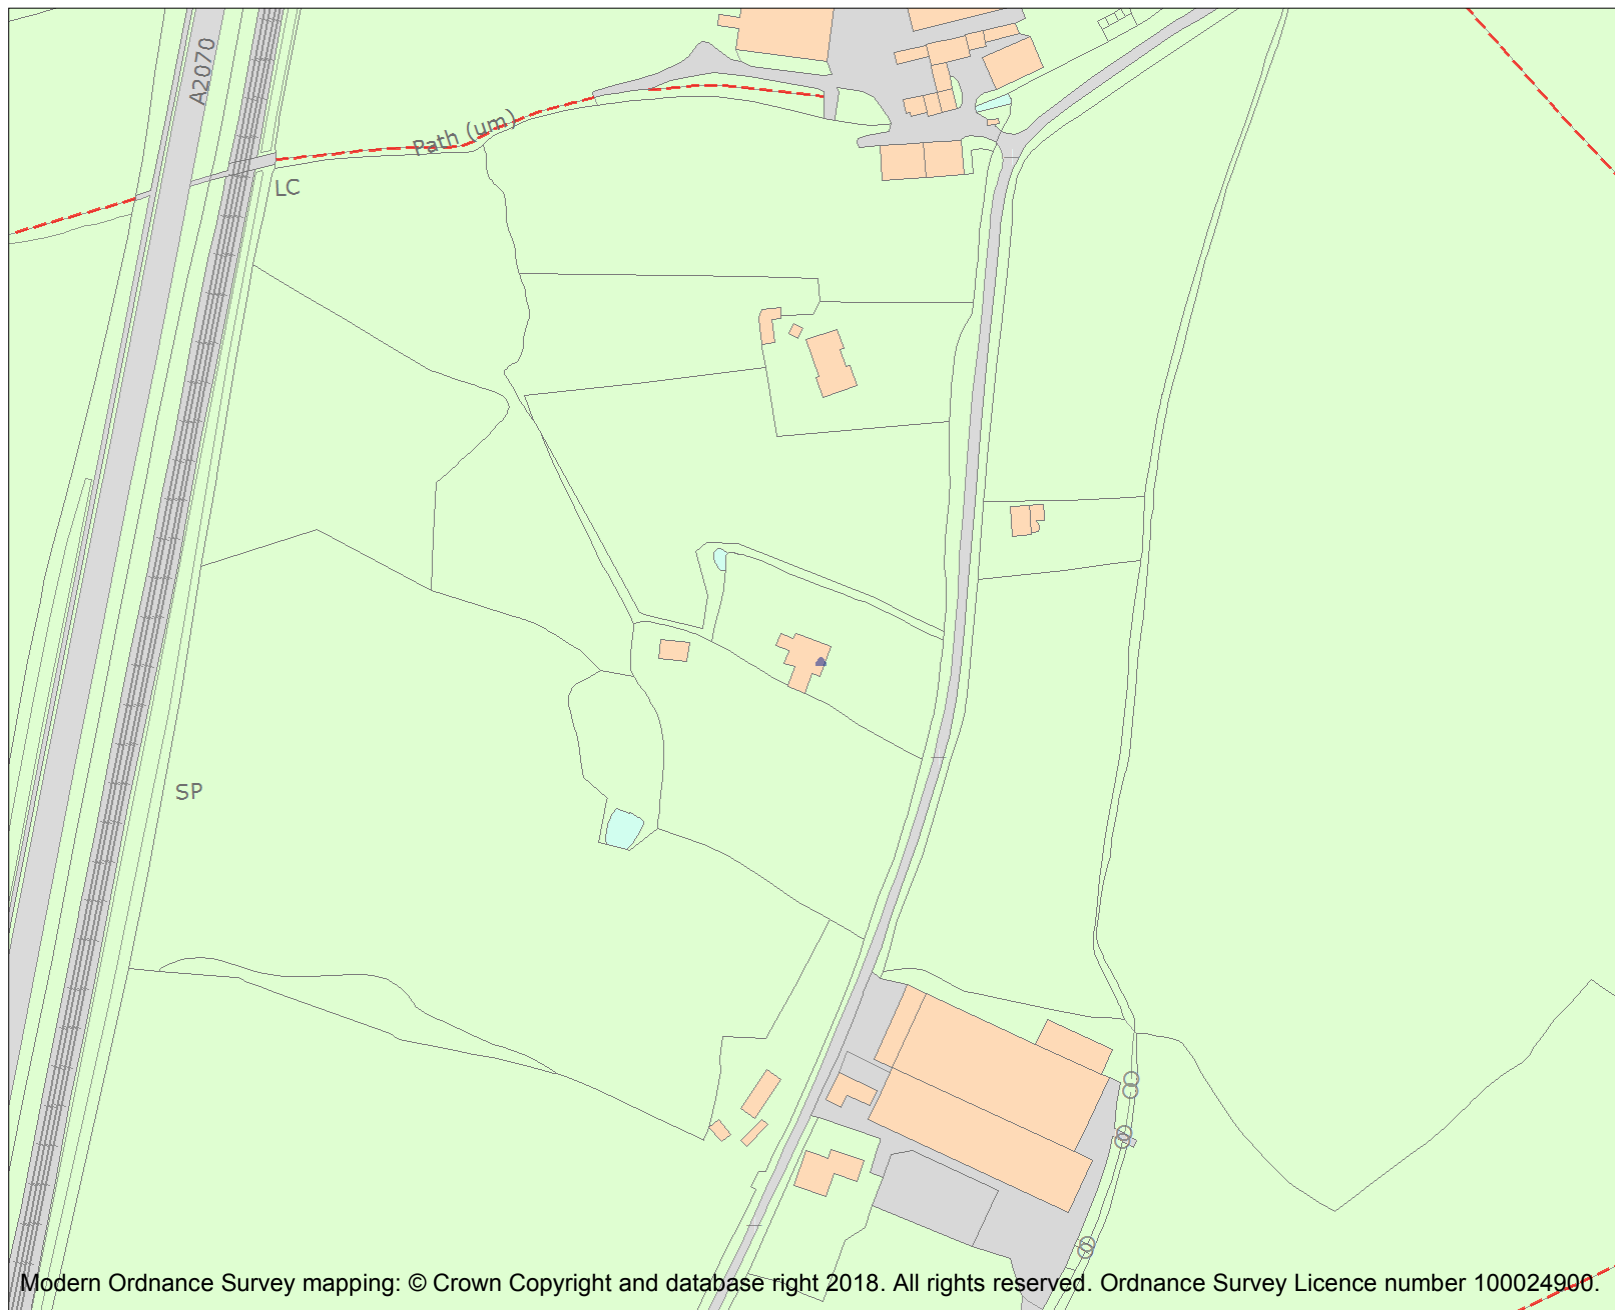 A2070
Path (um)
LC
SP
Modern Ordnance Survey mapping: © Crown Copyright and database right 2018. All rights reserved. Ordnance Survey Licence number 100024900.